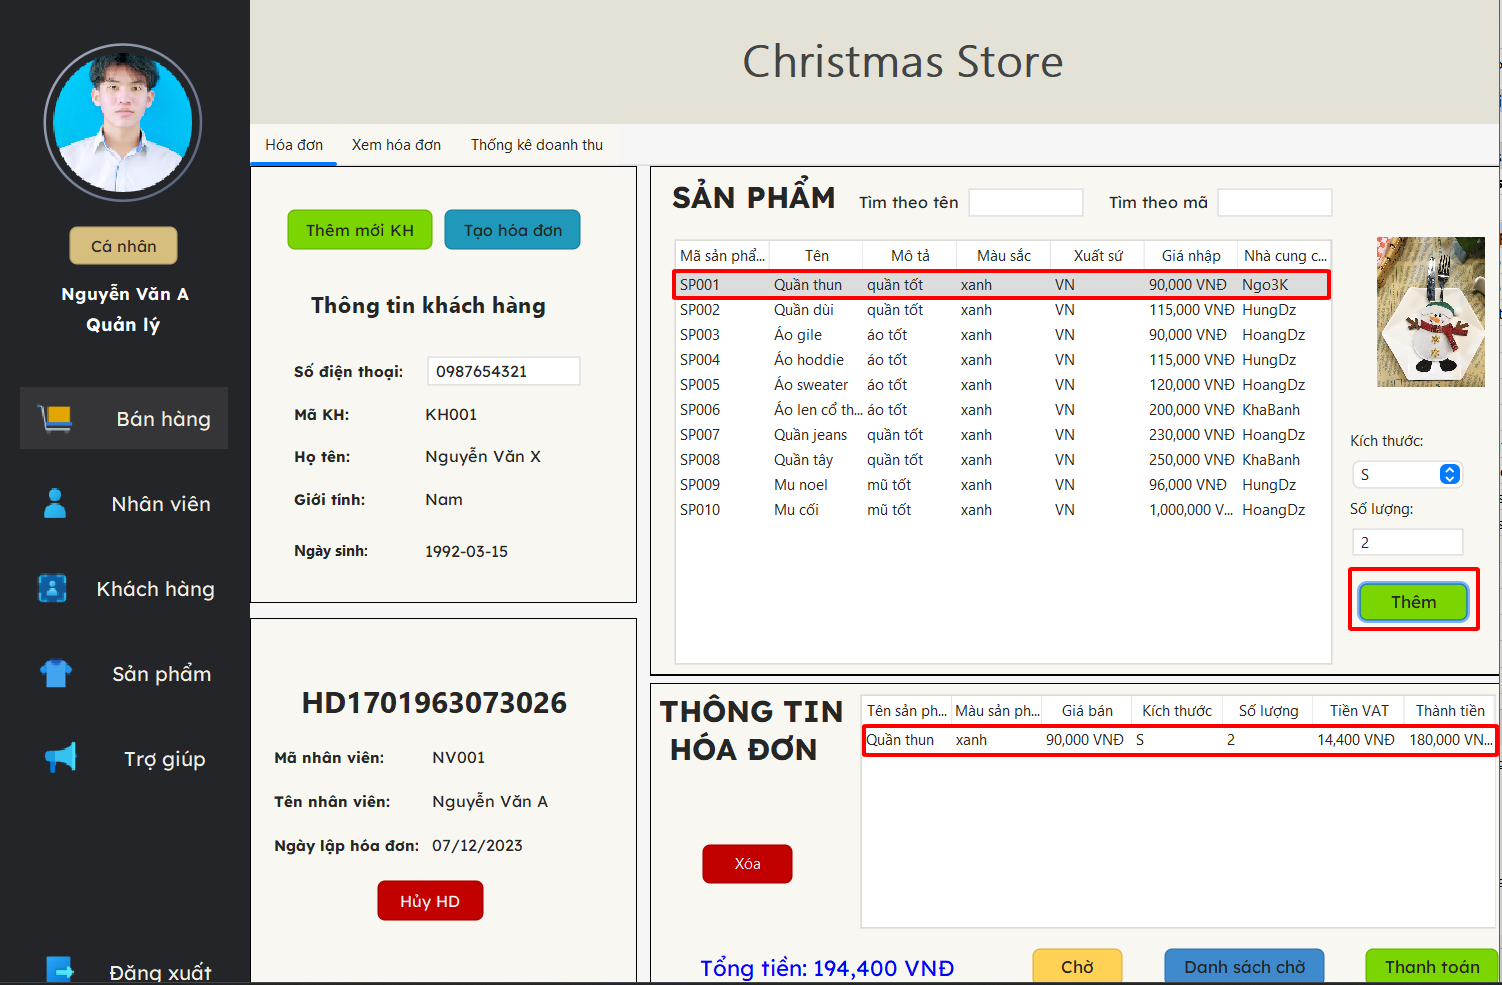 Christmas Store
Cá nhân
Nguyễn Văn A
Quản lý
Bán hàng
Nhân viên
Khách hàng
Sản phẩm
Trợ giúp
Đăng xuất
Hóa đơn Xem hóa đơn Thống kê doanh thu
Thêm mới KH Tạo hóa đơn
Thông tin khách hàng
Số điện thoại: 0987654321
Mã KH: KH001
Họ tên: Nguyễn Văn X
Giới tính: Nam
Ngày sinh: 1992-03-15
HD1701963073026
Mã nhân viên: NV001
Tên nhân viên: Nguyễn Văn A
Ngày lập hóa đơn: 07/12/2023
Hủy HD
SẢN PHẨM Tìm theo tên Tìm theo mã
Mã sản phẩ... Tên Mô tả Màu sắc Xuất sứ Giá nhập Nhà cung c...
SP001 Quần thun quần tốt xanh VN 90,000 VNĐ Ngo3K
SP002 Quần dùi quần tốt xanh VN 115,000 VNĐ HungDz
SP003 Áo gile áo tốt xanh VN 90,000 VNĐ HoangDz
SP004 Áo hoddie áo tốt xanh VN 115,000 VNĐ HungDz
SP005 Áo sweater áo tốt xanh VN 120,000 VNĐ HoangDz
SP006 Áo len cổ th... áo tốt xanh VN 200,000 VNĐ KhaBanh
SP007 Quần jeans quần tốt xanh VN 230,000 VNĐ HoangDz
SP008 Quần tây quần tốt xanh VN 250,000 VNĐ KhaBanh
SP009 Mu noel mũ tốt xanh VN 96,000 VNĐ HungDz
SP010 Mu cối mũ tốt xanh VN 1,000,000 V... HoangDz
Kích thước:
S
Số lượng:
2
Thêm
THÔNG TIN
HÓA ĐƠN
Tên sản ph... Màu sản ph... Giá bán Kích thước Số lượng Tiền VAT Thành tiền
Quần thun xanh 90,000 VNĐ S 2 14,400 VNĐ 180,000 VN...
Xóa
Tổng tiền: 194,400 VNĐ Chờ Danh sách chờ Thanh toán